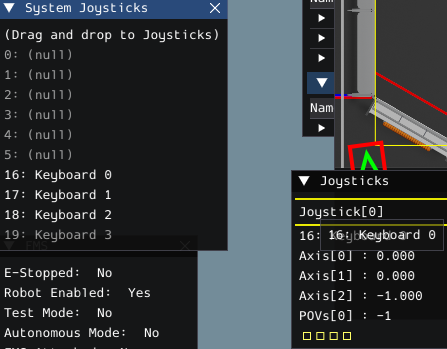 System Joysticks
(Drag and drop to Joysticks)
0: (null)
1: (null)
2: (null)
3: (null)
4: (null)
5: (null)
16: Keyboard 0
17: Keyboard 1
18: Keyboard 2
19: Keyboard 3
FMS
E-Stopped: No
Robot Enabled: Yes
Test Mode: No
Autonomous Mode: No
Nam
Joysticks
Joystick[0]
16:
16: Keyboard 0
Axis[0] : 0.000
Axis[1] : 0.000
Axis[2] : -1.000
POVs[0] : -1